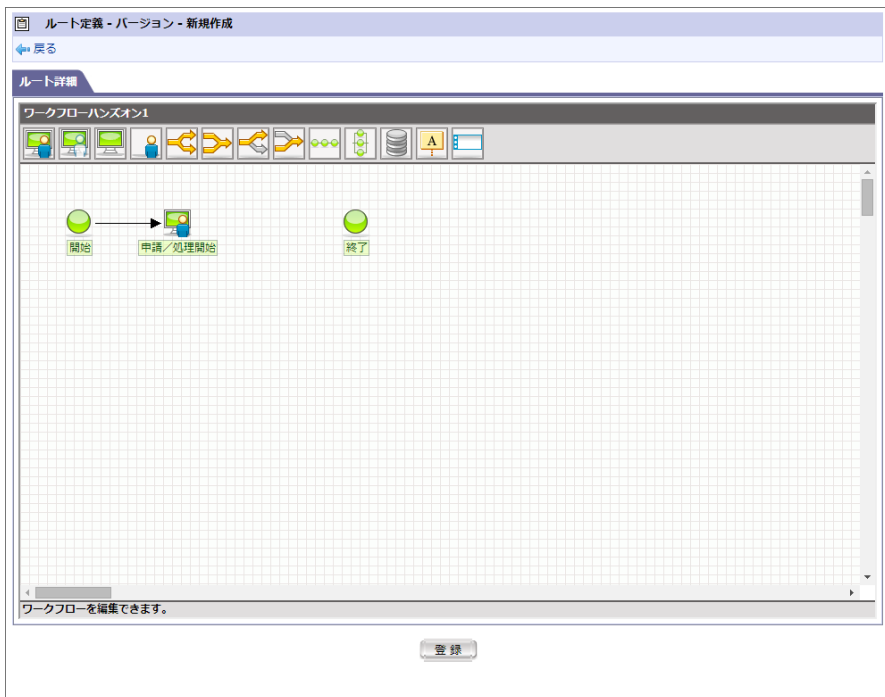 ルート定義 - バージョン - 新規作成
戻る
ルート詳細
ワークフローハンズオン1
A
開始
申請／処理開始
終了
ワークフローを編集できます。
登録